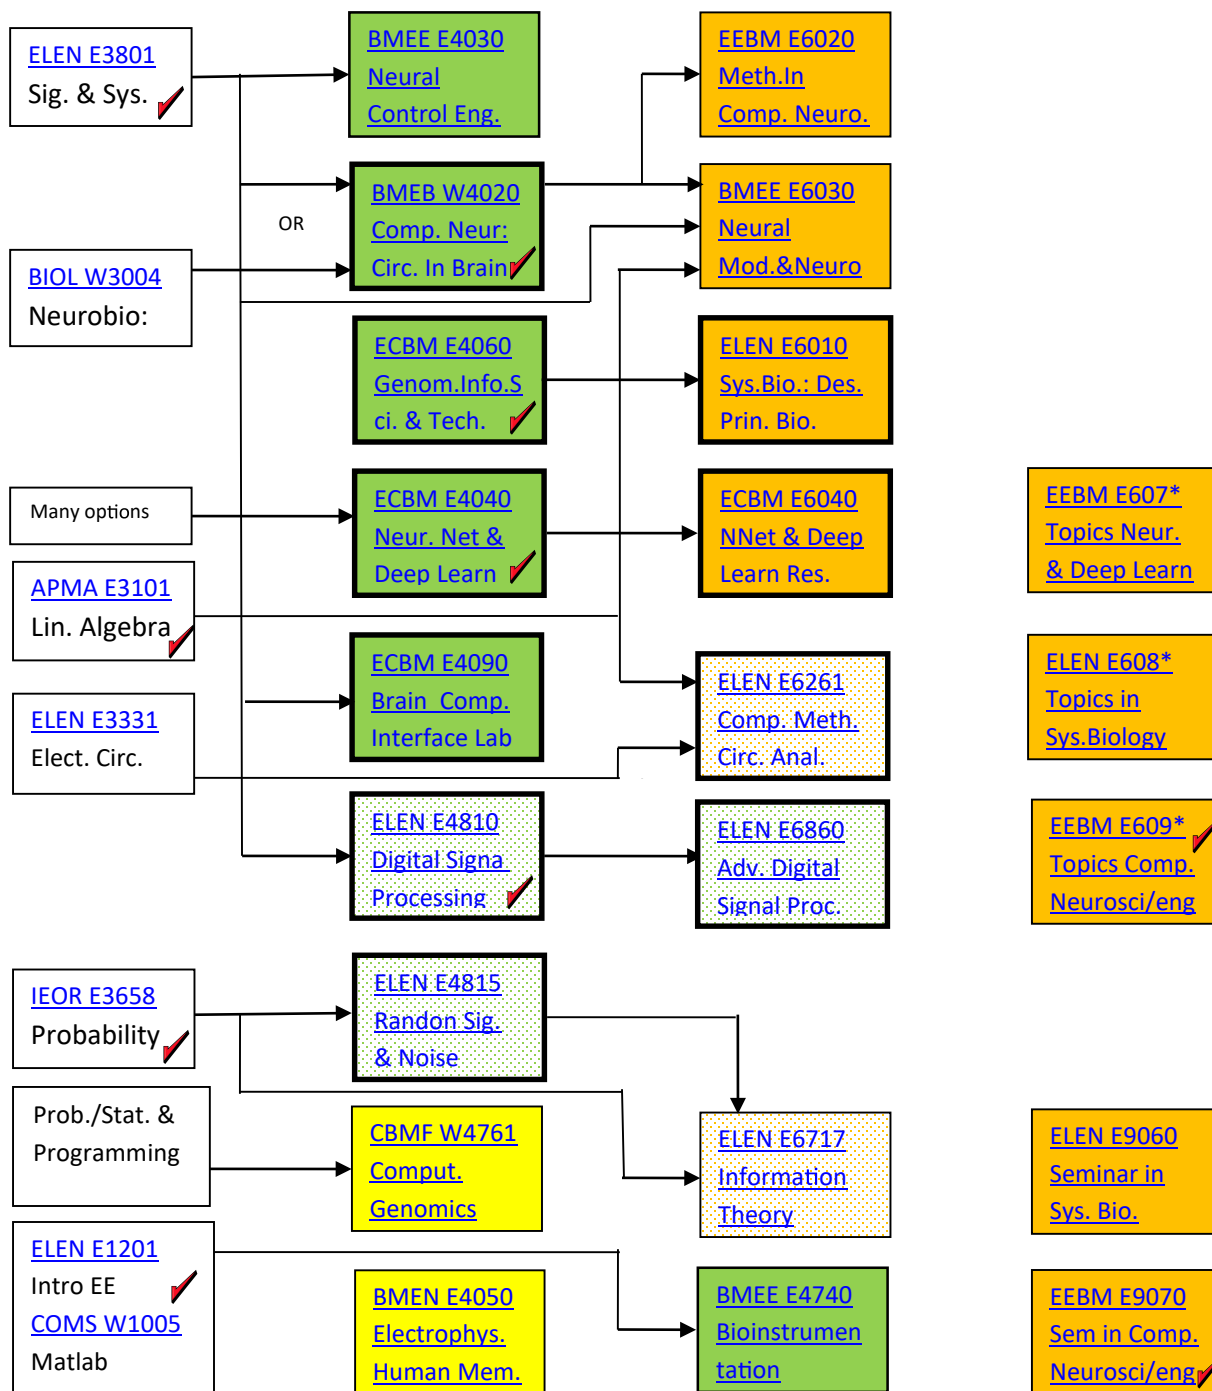 ELEN E3801
Sig. & Sys.
BMEE E4030
Neural
Control Eng.
EEBM E6020
Meth.In
Comp. Neuro.
BMEB W4020
Comp. Neur:
Circ. In Brain
BMEE E6030
Neural
Mod.&Neuro
OR
BIOL W3004
Neurobio:
ECBM E4060
Genom.Info.S
ci. & Tech.
ELEN E6010
Sys.Bio.: Des.
Prin. Bio.
Many options
ECBM E4040
Neur. Net &
Deep Learn
ECBM E6040
NNet & Deep
Learn Res.
EEBM E607*
Topics Neur.
& Deep Learn
APMA E3101
Lin. Algebra
ECBM E4090
Brain  Comp.
Interface Lab
ELEN E6261
Comp. Meth.
Circ. Anal.
ELEN E608*
Topics in
Sys.Biology
ELEN E3331
Elect. Circ.
ELEN E4810
Digital Signa
Processing
ELEN E6860
Adv. Digital
Signal Proc.
EEBM E609*
Topics Comp.
Neurosci/eng
IEOR E3658
Probability
ELEN E4815
Randon Sig.
& Noise
Prob./Stat. &
Programming
CBMF W4761
Comput.
Genomics
ELEN E6717
Information
Theory
ELEN E9060
Seminar in
Sys. Bio.
ELEN E1201
Intro EE
COMS W1005
Matlab
BMEN E4050
Electrophys.
Human Mem.
BMEE E4740
Bioinstrumen
tation
EEBM E9070
Sem in Comp.
Neurosci/eng